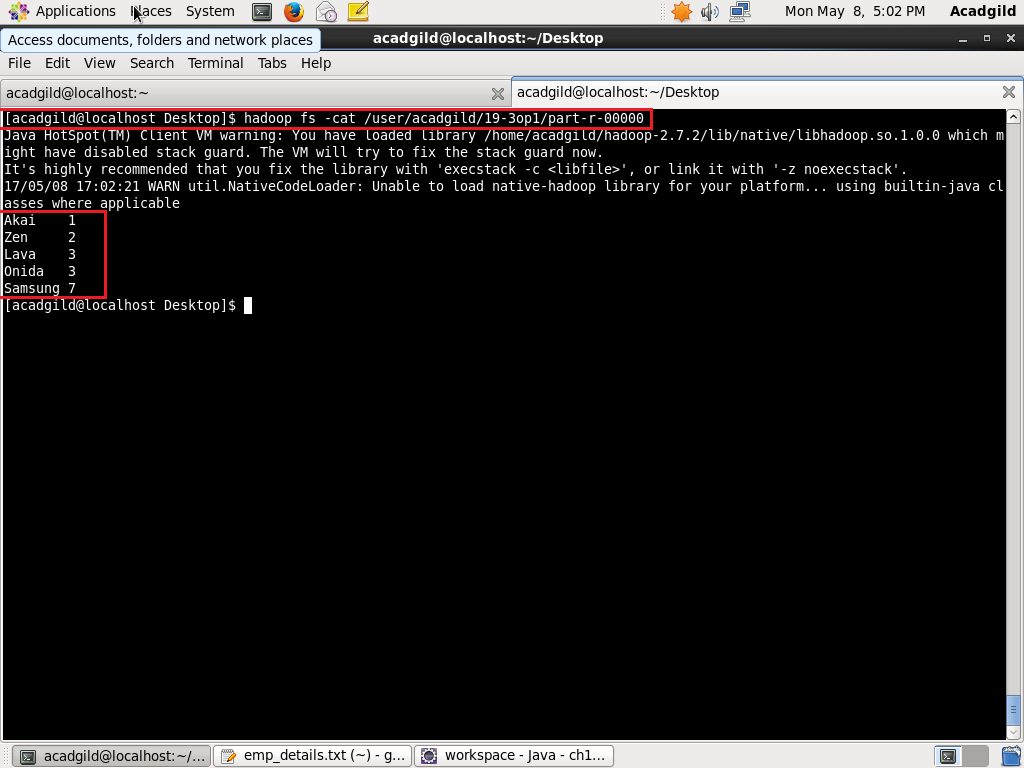 Applications Places System Mon May 8, 5:02 PM Acadgild
Access documents, folders and network places
acadgild@localhost:~/Desktop
File Edit View Search Terminal Tabs Help
acadgild@localhost:~
acadgild@localhost:~/Desktop
[acadgild@localhost Desktop]$ hadoop fs -cat /user/acadgild/19-3op1/part-r-00000
Java HotSpot(TM) Client VM warning: You have loaded library /home/acadgild/hadoop-2.7.2/lib/native/libhadoop.so.1.0.0 which m
ight have disabled stack guard. The VM will try to fix the stack guard now.
It's highly recommended that you fix the library with 'execstack -c <libfile>', or link it with '-z noexecstack'.
17/05/08 17:02:21 WARN util.NativeCodeLoader: Unable to load native-hadoop library for your platform... using builtin-java cl
asses where applicable
Akai 1
Zen 2
Lava 3
Onida 3
Samsung 7
[acadgild@localhost Desktop]$
acadgild@localhost:~/...
emp_details.txt (~) - g...
workspace - Java - ch1...